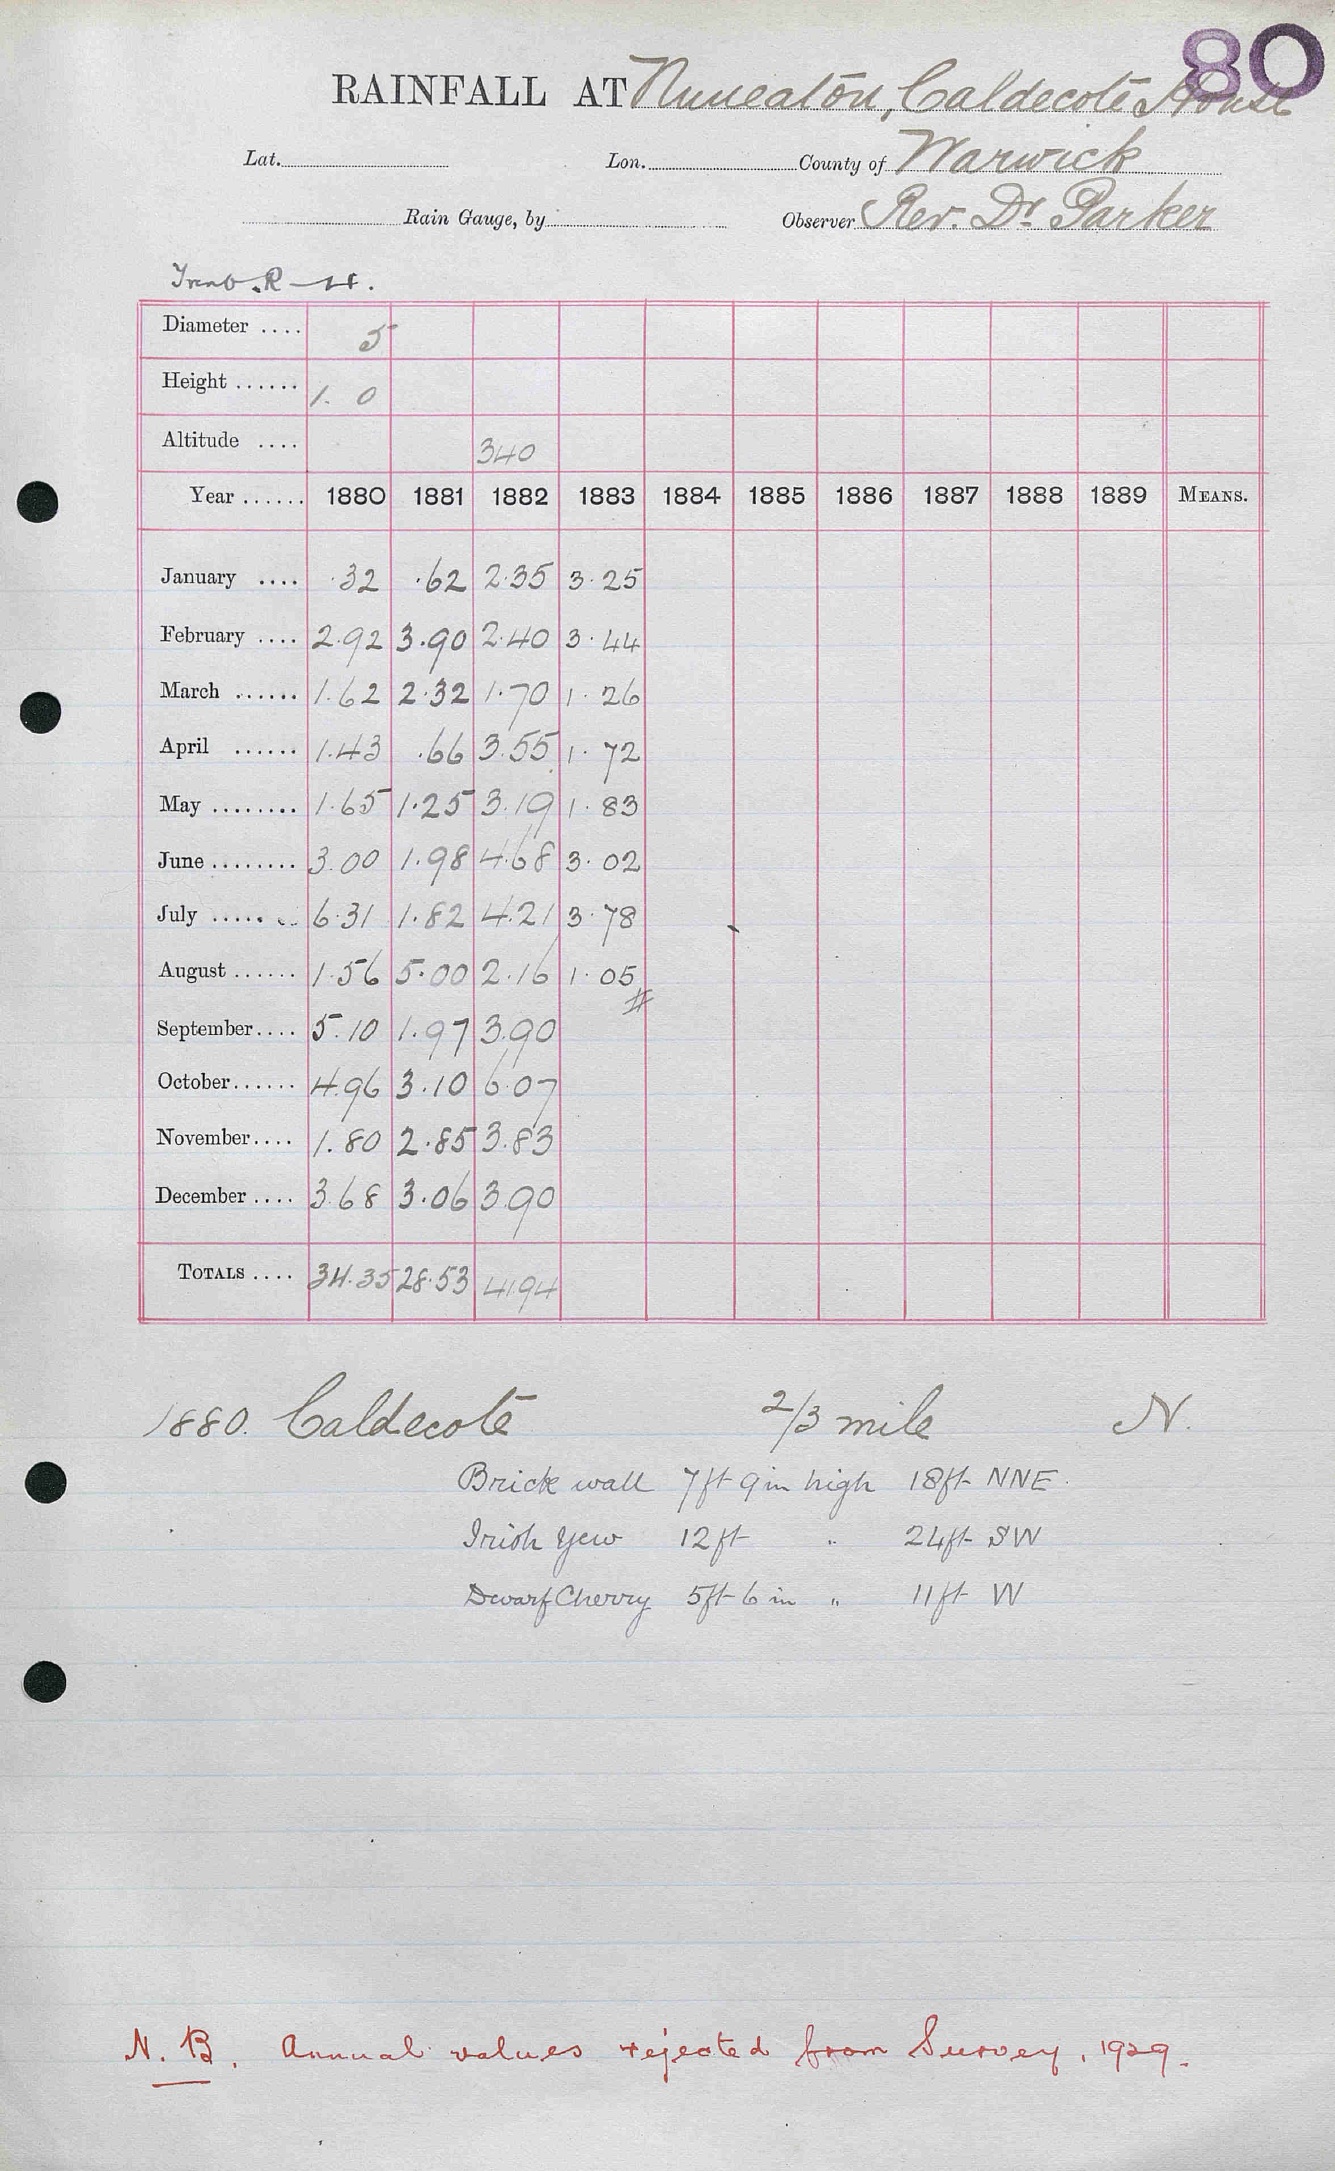 80
RAINFALL AT Nuneaton, Caldecote House
Lat. Lon. County of Warwick
Rain Gauge, by Observer Rev. Dr. Parker
Diameter .... 5
Height ...... 1. 0
Altitude .... 340
Year ...... 1880 1881 1882 1883 1884 1885 1886 1887 1888 1889 MEANS.
January .... .32 .62 2.35 3.25
February .... 2.92 3.90 2.40 3.44
March ...... 1.62 2.32 1.70 1.26
April ...... 1.43 .66 3.55 1.72
May ........ 1.65 1.25 3.19 1.83
June ........ 3.00 1.98 4.68 3.02
July ........ 6.31 1.82 4.21 3.78
August ...... 1.56 5.00 2.16 1.05
September.... 5.10 1.97 3.90
October...... 4.96 3.10 6.07
November.... 1.80 2.85 3.83
December .... 3.68 3.06 3.90
TOTALS .... 34.35 28.53 41.94
1880. Caldecote 2/3 mile N.
Brick wall 7ft 9in high 18ft NNE.
Irish Yew 12ft " 24ft SW
Dwarf Cherry 5ft 6 in " 11ft W
N. B. Annual values rejected from Survey, 1929.